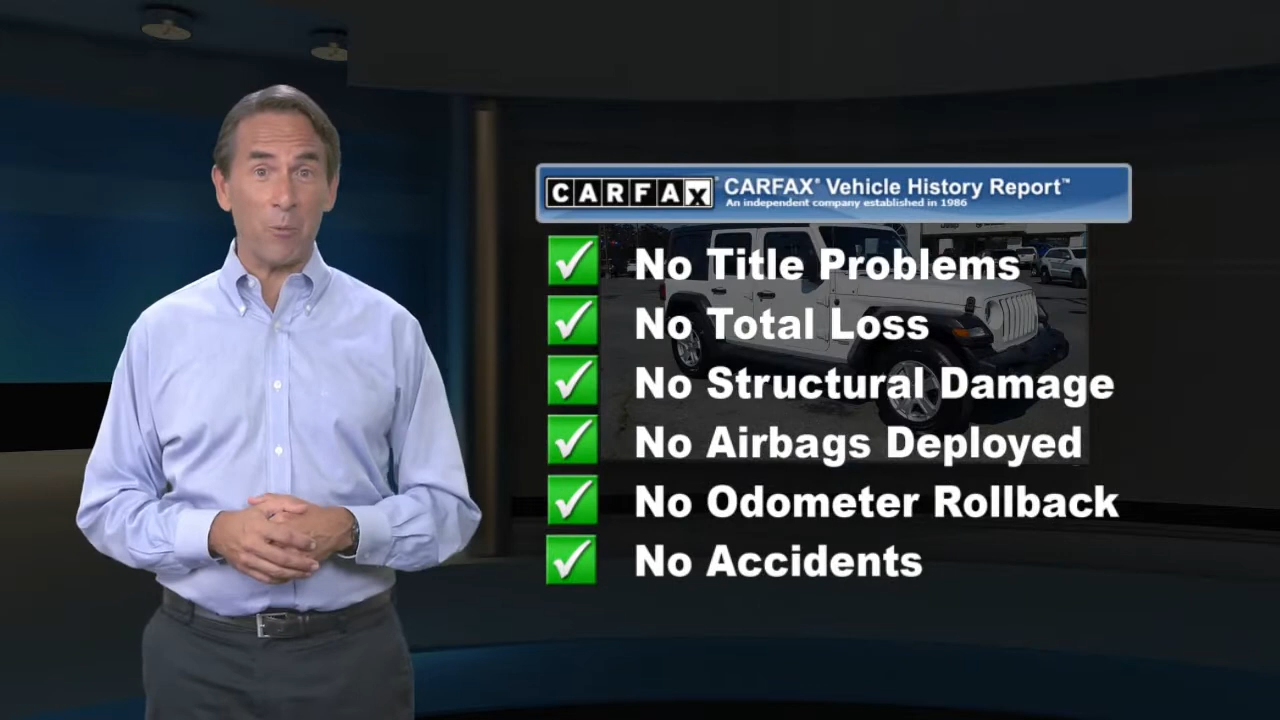 CARFAX® CARFAX® Vehicle History Report™
An independent company established in 1986
No Title Problems
No Total Loss
No Structural Damage
No Airbags Deployed
No Odometer Rollback
No Accidents